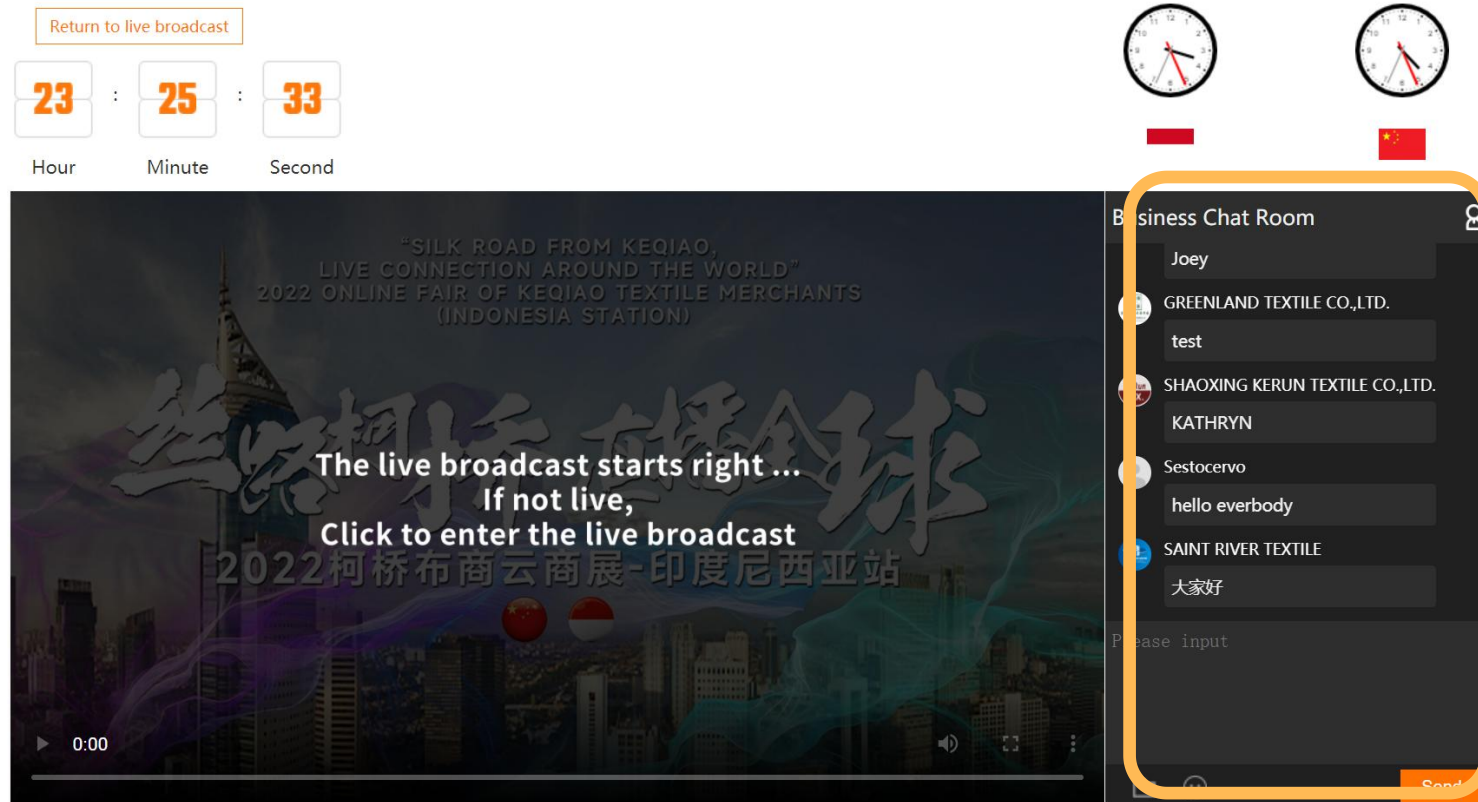 Return to live broadcast
23 : 25 : 33
Hour Minute Second
"SILK ROAD FROM KEQIAO,
LIVE CONNECTION AROUND THE WORLD"
2022 ONLINE FAIR OF KEQIAO TEXTILE MERCHANTS
(INDONESIA STATION)
丝路柯桥 直播全球
The live broadcast starts right ...
If not live,
Click to enter the live broadcast
2022柯桥布商云商展-印度尼西亚站
0:00
Business Chat Room
Joey
GREENLAND TEXTILE CO.,LTD.
test
SHAOXING KERUN TEXTILE CO.,LTD.
KATHRYN
Sestocervo
hello everbody
SAINT RIVER TEXTILE
大家好
Please input
Send